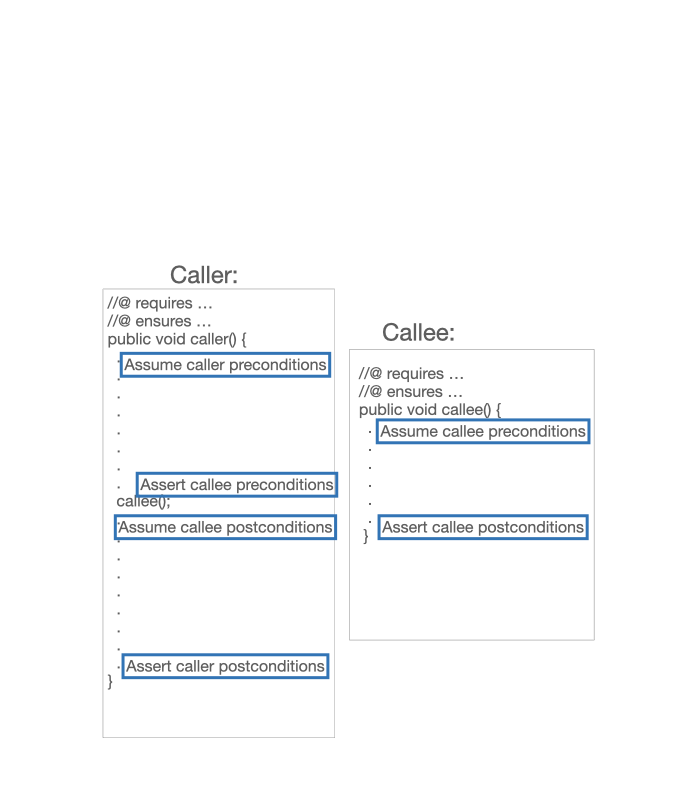 Caller:
//@ requires …
//@ ensures …
public void caller() {
. Assume caller preconditions
.
.
.
.
.
.
. Assert callee preconditions
callee();
. Assume callee postconditions
.
.
.
.
.
.
.
. Assert caller postconditions
}
Callee:
//@ requires …
//@ ensures …
public void callee() {
. Assume callee preconditions
.
.
.
.
. Assert callee postconditions
}